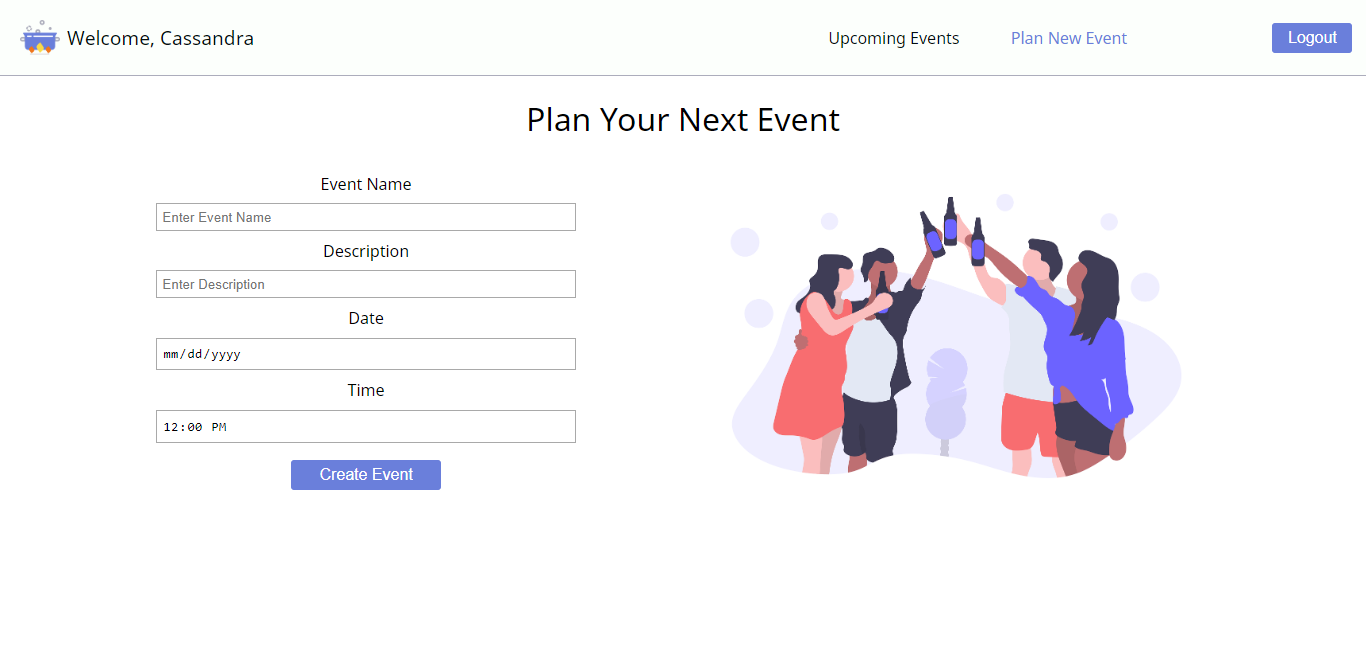 Welcome, Cassandra
Upcoming Events
Plan New Event
Logout
Plan Your Next Event
Event Name
Enter Event Name
Description
Enter Description
Date
mm/dd/yyyy
Time
12:00 PM
Create Event